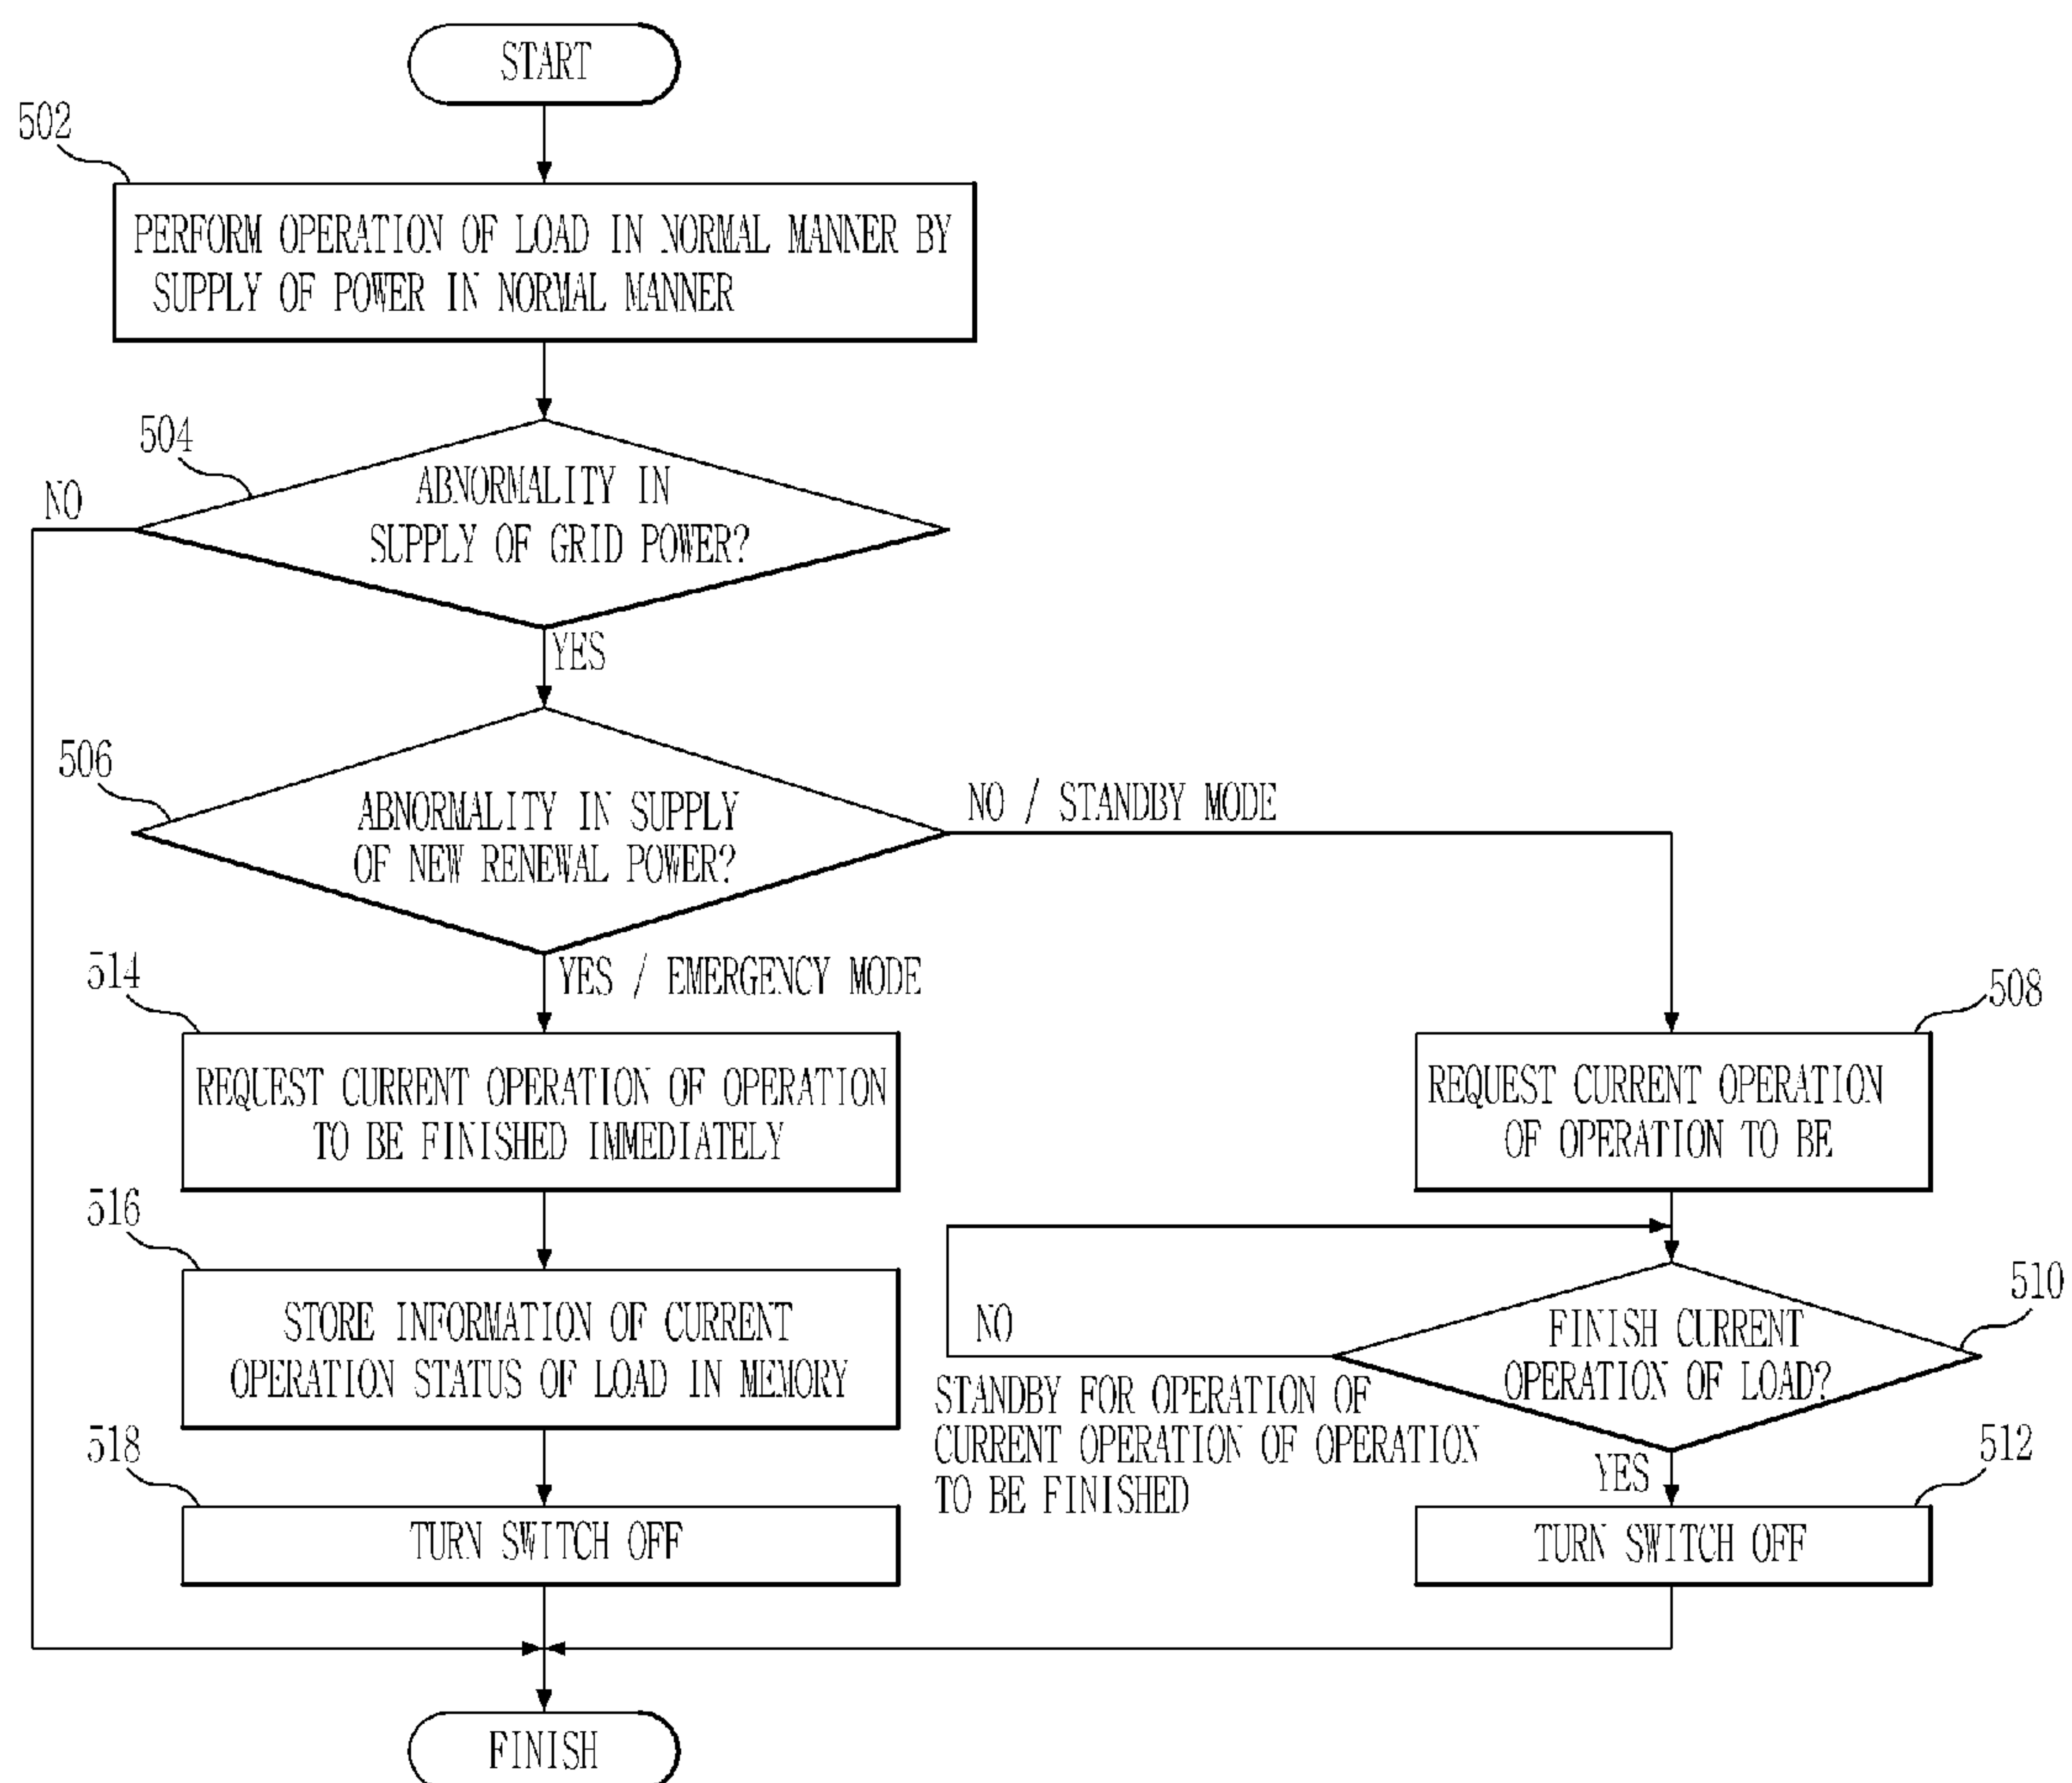 START
502
PERFORM OPERATION OF LOAD IN NORMAL MANNER BY
SUPPLY OF POWER IN NORMAL MANNER
504
NO
ABNORMALITY IN
SUPPLY OF GRID POWER?
YES
506
ABNORMALITY IN SUPPLY
OF NEW RENEWAL POWER?
NO / STANDBY MODE
YES / EMERGENCY MODE
514
REQUEST CURRENT OPERATION OF OPERATION
TO BE FINISHED IMMEDIATELY
508
REQUEST CURRENT OPERATION
OF OPERATION TO BE
516
STORE INFORMATION OF CURRENT
OPERATION STATUS OF LOAD IN MEMORY
510
FINISH CURRENT
OPERATION OF LOAD?
NO
STANDBY FOR OPERATION OF
CURRENT OPERATION OF OPERATION
TO BE FINISHED
YES
518
TURN SWITCH OFF
512
TURN SWITCH OFF
FINISH